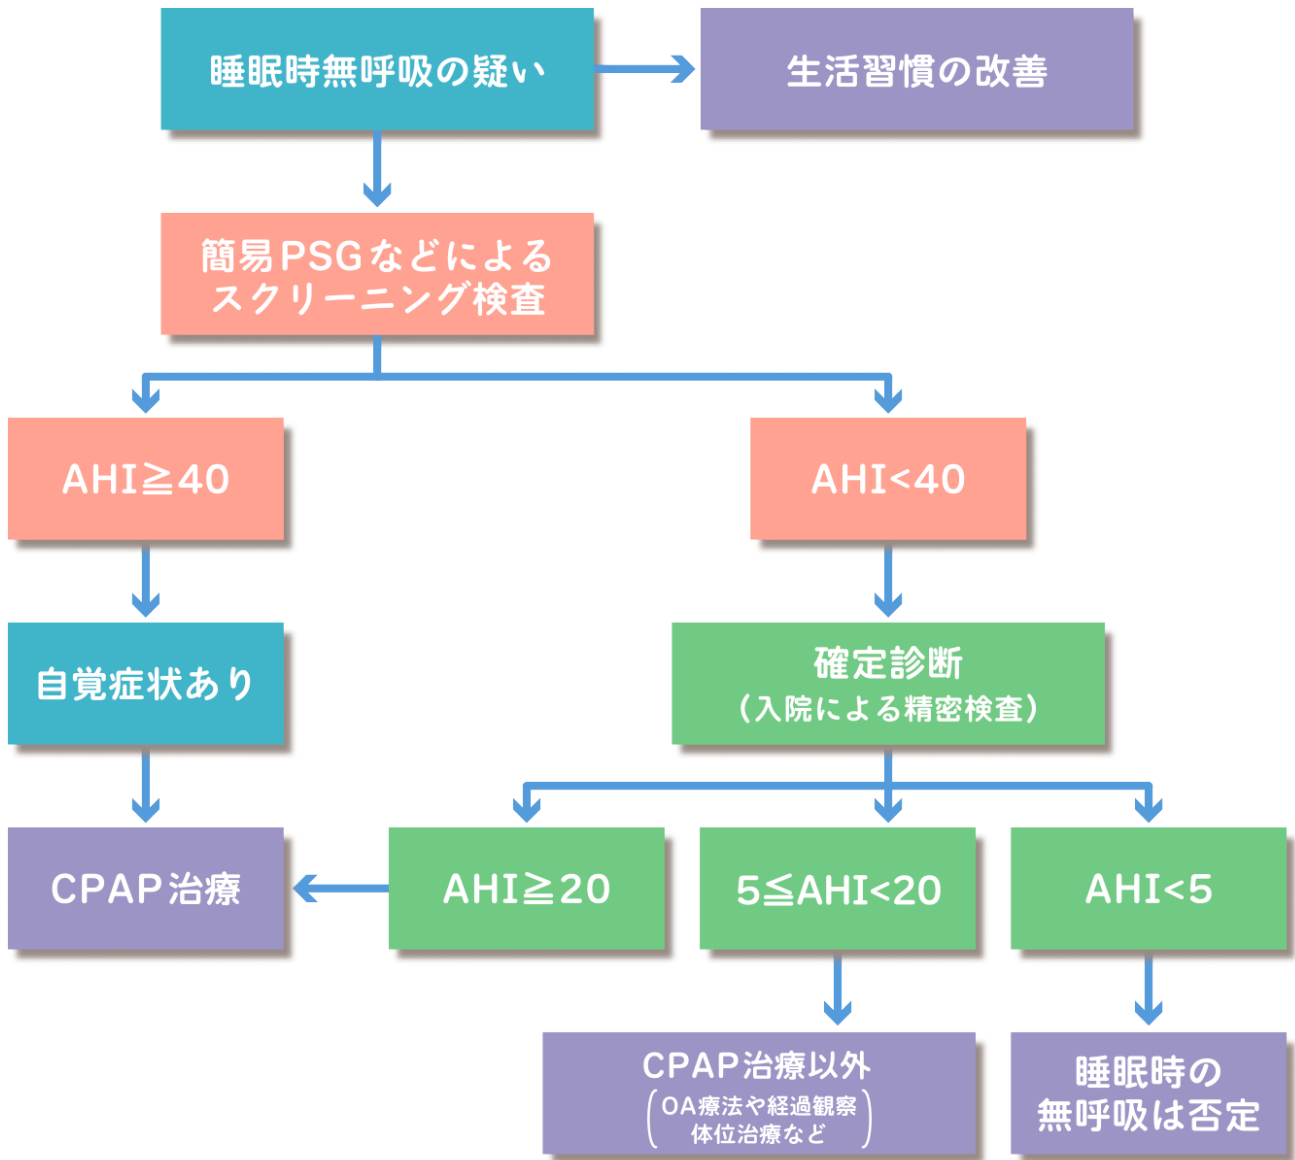 睡眠時無呼吸の疑い
生活習慣の改善
簡易PSGなどによる
スクリーニング検査
AHI≧40
AHI<40
自覚症状あり
確定診断
(入院による精密検査)
CPAP治療
AHI≧20
5≦AHI<20
AHI<5
CPAP治療以外
(OA療法や経過観察
体位治療など)
睡眠時の
無呼吸は否定